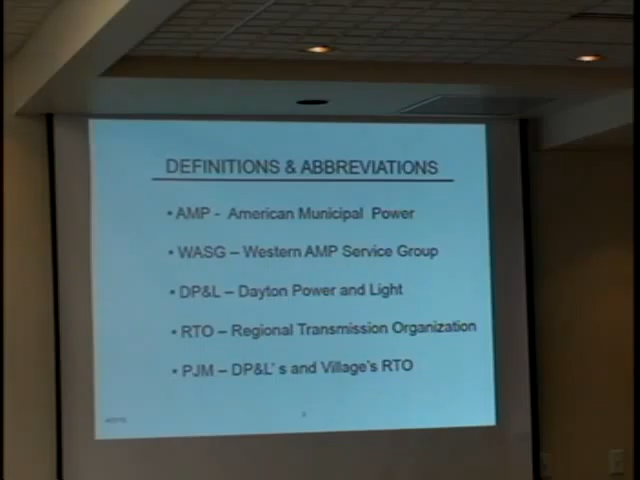 DEFINITIONS & ABBREVIATIONS
• AMP - American Municipal Power
• WASG – Western AMP Service Group
• DP&L – Dayton Power and Light
• RTO – Regional Transmission Organization
• PJM – DP&L' s and Village's RTO